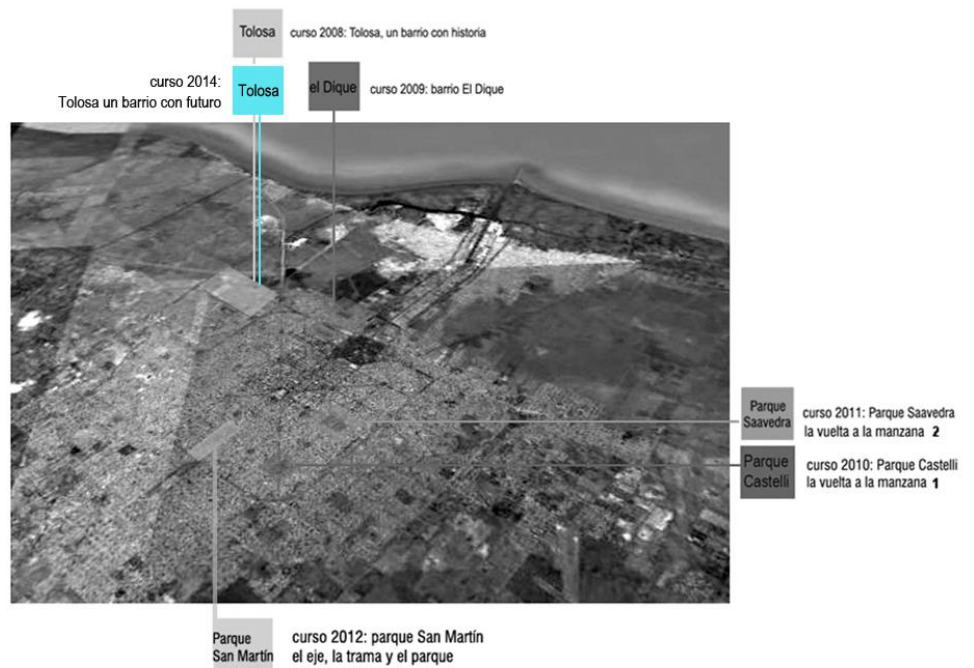 Tolosa
curso 2008: Tolosa, un barrio con historia
curso 2014:
Tolosa un barrio con futuro
Tolosa
el Dique
curso 2009: barrio El Dique
Parque
Saavedra
curso 2011: Parque Saavedra
la vuelta a la manzana 2
Parque
Castelli
curso 2010: Parque Castelli
la vuelta a la manzana 1
Parque
San Martín
curso 2012: parque San Martín
el eje, la trama y el parque